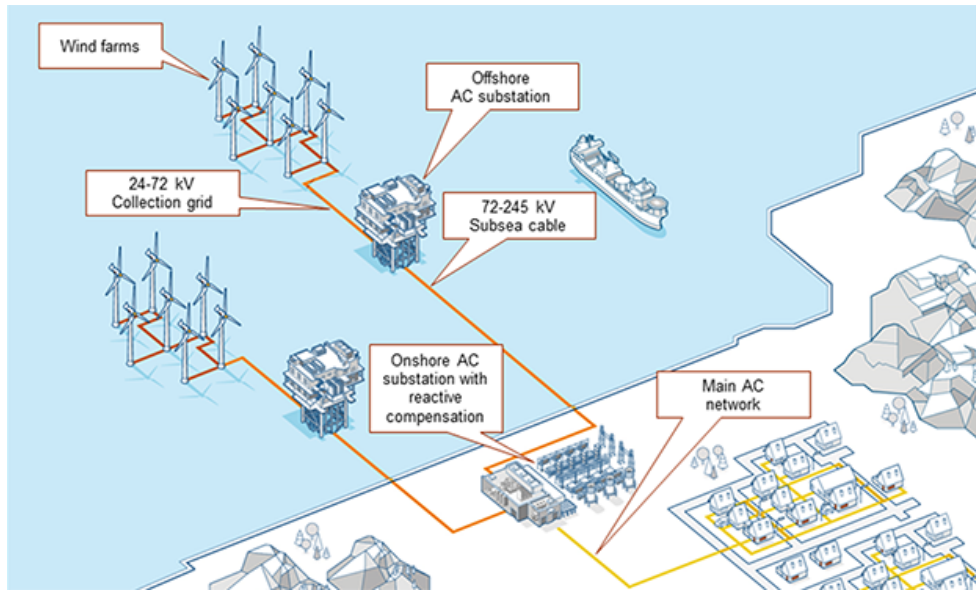 Wind farms
Offshore
AC substation
24-72 kV
Collection grid
72-245 kV
Subsea cable
Onshore AC
substation with
reactive
compensation
Main AC
network